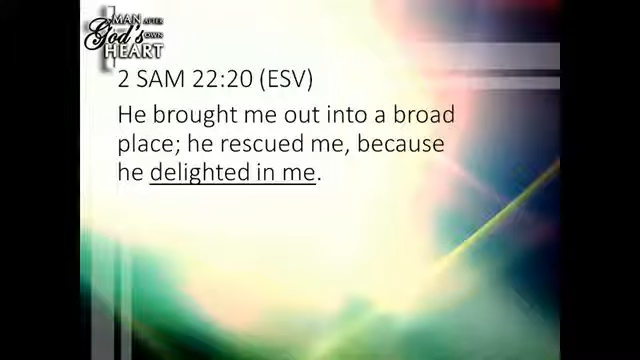 MAN AFTER
God's OWN
HEART
2 SAM 22:20 (ESV)
He brought me out into a broad
place; he rescued me, because
he delighted in me.